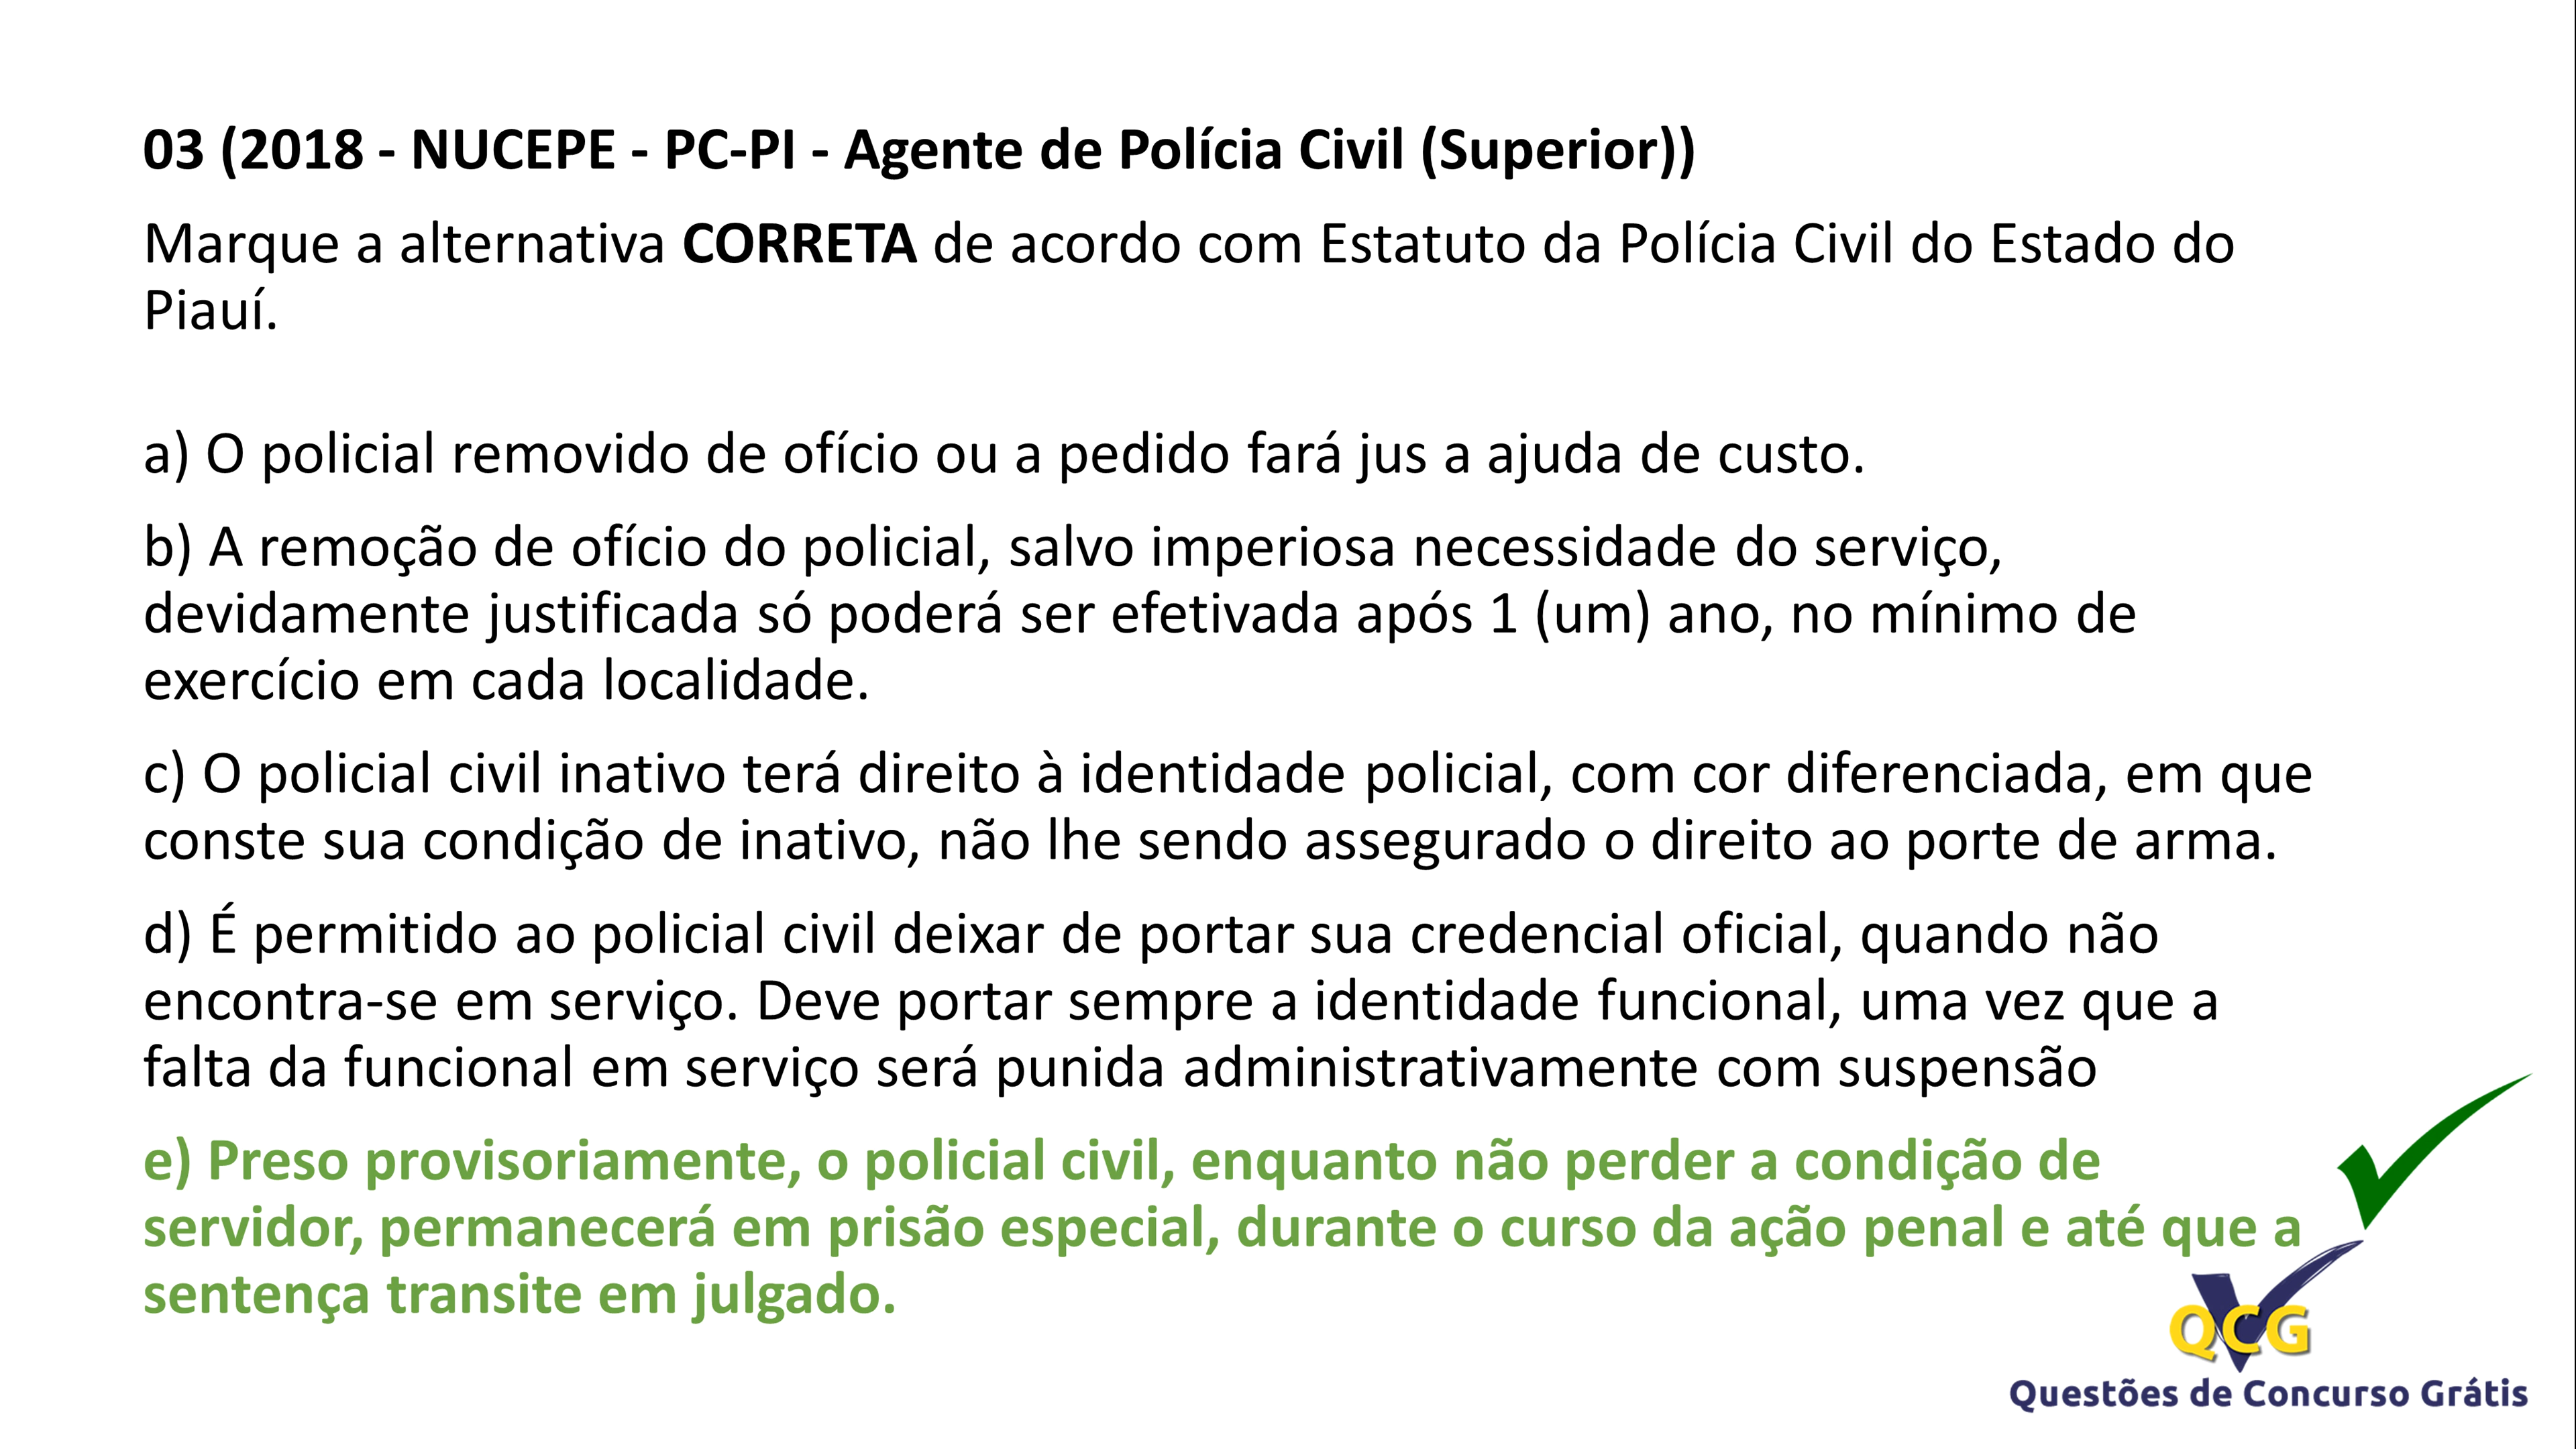 03 (2018 - NUCEPE - PC-PI - Agente de Polícia Civil (Superior))
Marque a alternativa CORRETA de acordo com Estatuto da Polícia Civil do Estado do
Piauí.
a) O policial removido de ofício ou a pedido fará jus a ajuda de custo.
b) A remoção de ofício do policial, salvo imperiosa necessidade do serviço,
devidamente justificada só poderá ser efetivada após 1 (um) ano, no mínimo de
exercício em cada localidade.
c) O policial civil inativo terá direito à identidade policial, com cor diferenciada, em que
conste sua condição de inativo, não lhe sendo assegurado o direito ao porte de arma.
d) É permitido ao policial civil deixar de portar sua credencial oficial, quando não
encontra-se em serviço. Deve portar sempre a identidade funcional, uma vez que a
falta da funcional em serviço será punida administrativamente com suspensão
e) Preso provisoriamente, o policial civil, enquanto não perder a condição de
servidor, permanecerá em prisão especial, durante o curso da ação penal e até que a
sentença transite em julgado.
QCG
Questões de Concurso Grátis